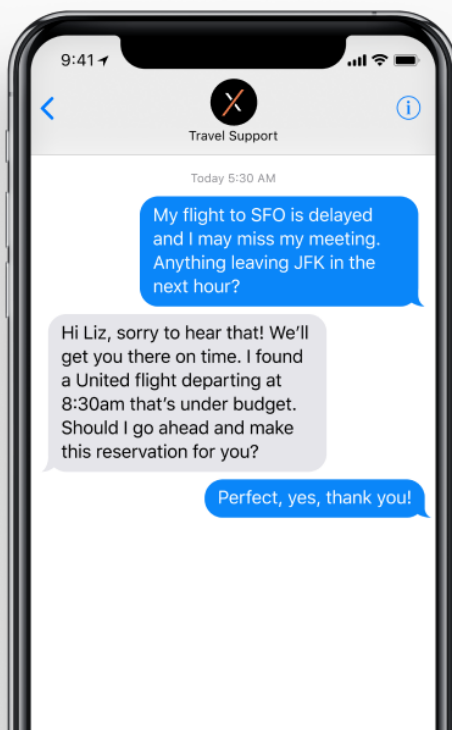 9:41
Travel Support
Today 5:30 AM
My flight to SFO is delayed
and I may miss my meeting.
Anything leaving JFK in the
next hour?
Hi Liz, sorry to hear that! We’ll
get you there on time. I found
a United flight departing at
8:30am that’s under budget.
Should I go ahead and make
this reservation for you?
Perfect, yes, thank you!